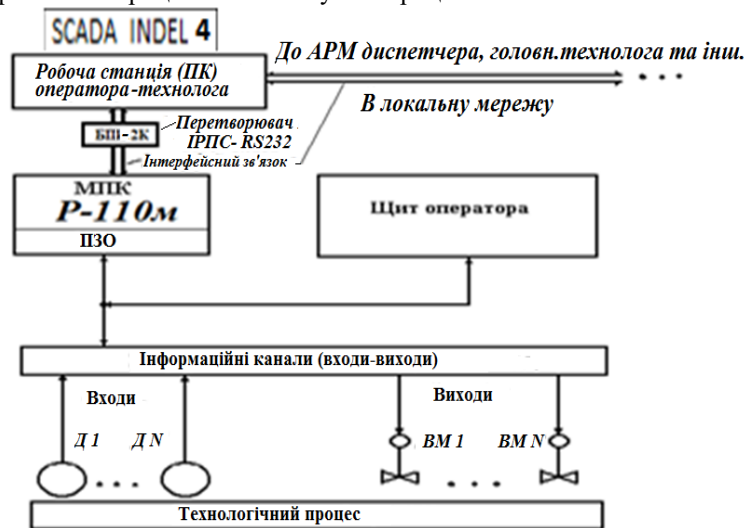 SCADA INDEL 4
До АРМ диспетчера, головн.технолога та інш.
Робоча станція (ПК)
оператора-технолога
В локальну мережу
БПІ-2К
Перетворювач
ІРПС- RS232
Інтерфейсний зв'язок
МПК
Р-110м
ПЗО
Щит оператора
Інформаційні канали (входи-виходи)
Входи
Виходи
Д 1
Д N
ВМ 1
ВМ N
Технологічний процес